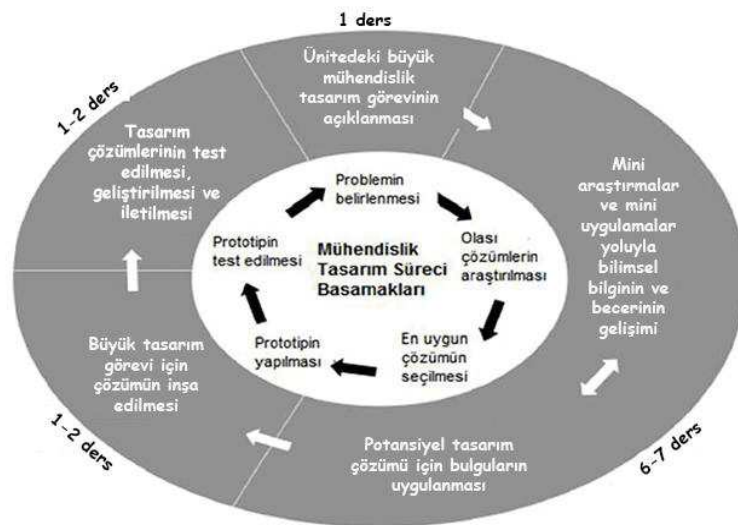 1 ders
Ünitedeki büyük
mühendislik
tasarım görevinin
açıklanması
1-2 ders
Tasarım
çözümlerinin test
edilmesi,
geliştirilmesi ve
iletilmesi
Mini
araştırmalar
ve mini
uygulamalar
yoluyla
bilimsel
bilginin ve
becerinin
gelişimi
Problemin
belirlenmesi
Olası
çözümlerin
araştırılması
En uygun
çözümün
seçilmesi
Prototipin
yapılması
Prototipin
test edilmesi
Mühendislik
Tasarım Süreci
Basamakları
Büyük tasarım
görevi için
çözümün inşa
edilmesi
1-2 ders
Potansiyel tasarım
çözümü için bulguların
uygulanması
6-7 ders